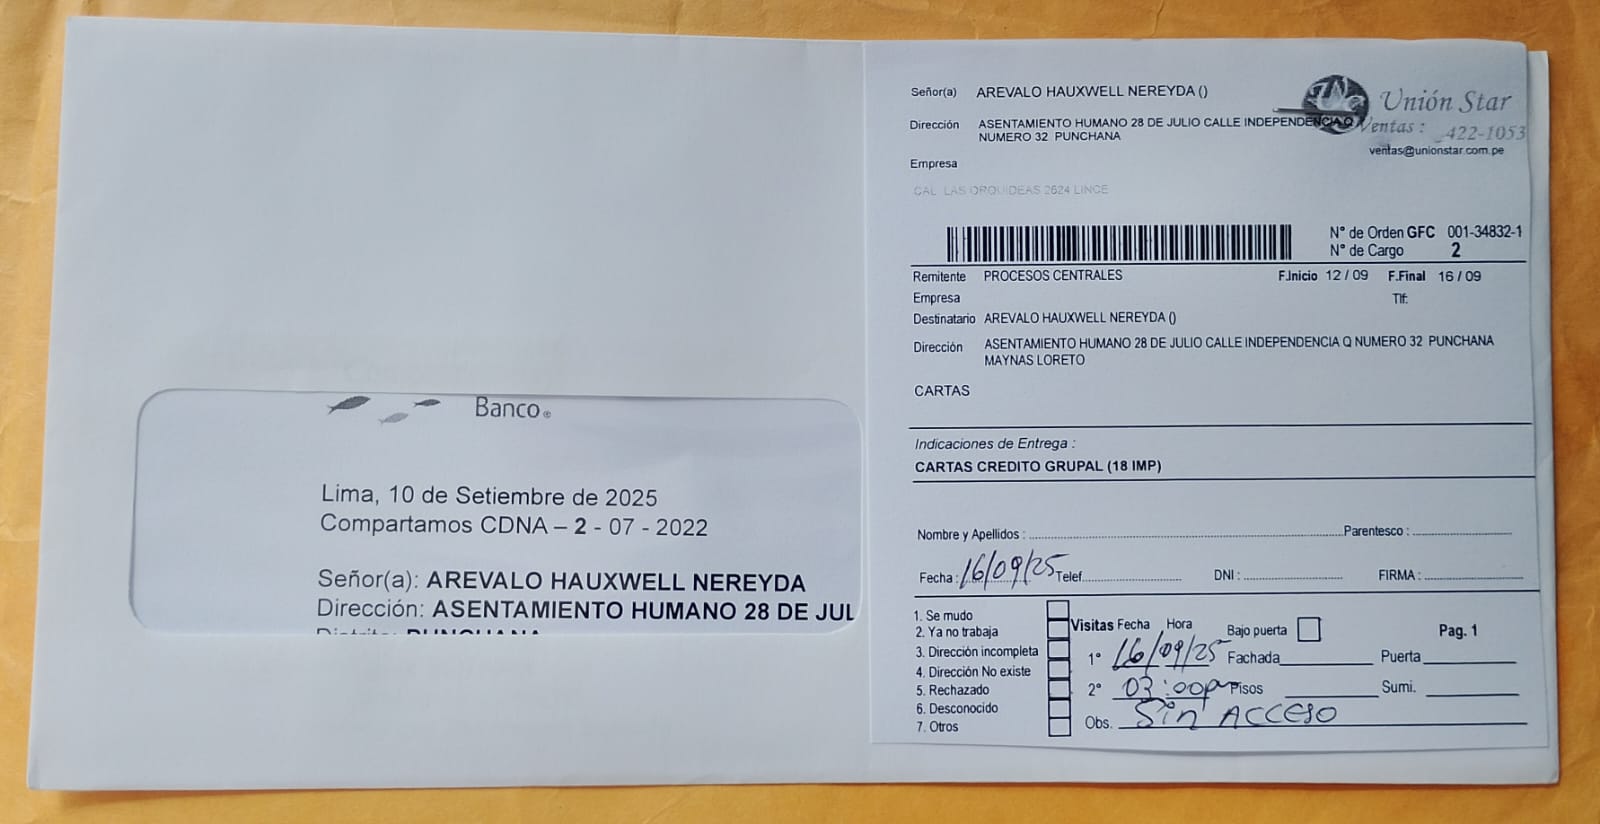 Banco®
Lima, 10 de Setiembre de 2025
Compartamos CDNA – 2 - 07 - 2022
Señor(a): AREVALO HAUXWELL NEREYDA
Dirección: ASENTAMIENTO HUMANO 28 DE JUL
Señor(a) AREVALO HAUXWELL NEREYDA ()
Unión Star
Dirección ASENTAMIENTO HUMANO 28 DE JULIO CALLE INDEPENDENCIA Q
NUMERO 32 PUNCHANA
Ventas : 422-1053
ventas@unionstar.com.pe
Empresa
CAL LAS ORQUIDEAS 2624 LINCE
N° de Orden GFC 001-34832-1
N° de Cargo 2
Remitente PROCESOS CENTRALES F.Inicio 12 / 09 F.Final 16 / 09
Empresa Tlf:
Destinatario AREVALO HAUXWELL NEREYDA ()
Dirección ASENTAMIENTO HUMANO 28 DE JULIO CALLE INDEPENDENCIA Q NUMERO 32 PUNCHANA
MAYNAS LORETO
CARTAS
Indicaciones de Entrega :
CARTAS CREDITO GRUPAL (18 IMP)
Nombre y Apellidos : Parentesco :
Fecha : 16/09/25 Telef. DNI : FIRMA :
1. Se mudo
2. Ya no trabaja
3. Dirección incompleta
4. Dirección No existe
5. Rechazado
6. Desconocido
7. Otros
Visitas Fecha Hora Bajo puerta Pag. 1
1° 16/09/25 Fachada Puerta
2° 03:00pm Pisos Sumi.
Obs. Sin ACCESO